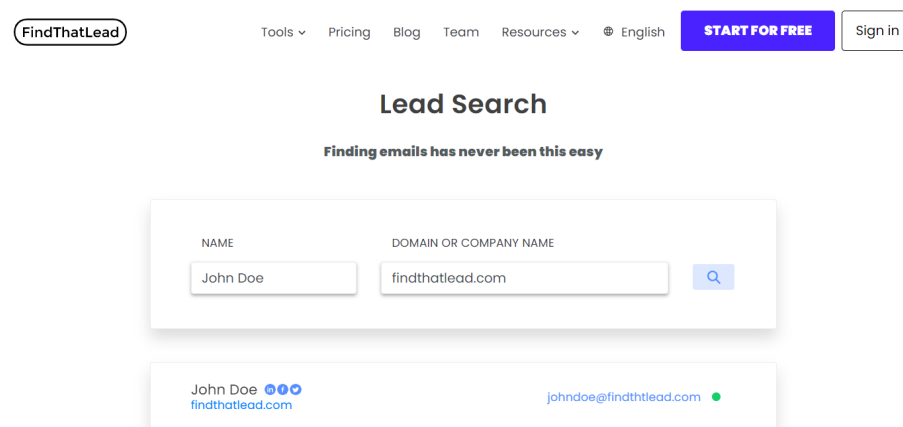 FindThatLead Tools Pricing Blog Team Resources English START FOR FREE Sign in
Lead Search
Finding emails has never been this easy
NAME DOMAIN OR COMPANY NAME
John Doe findthatlead.com
John Doe in f
findthatlead.com johndoe@findthtlead.com